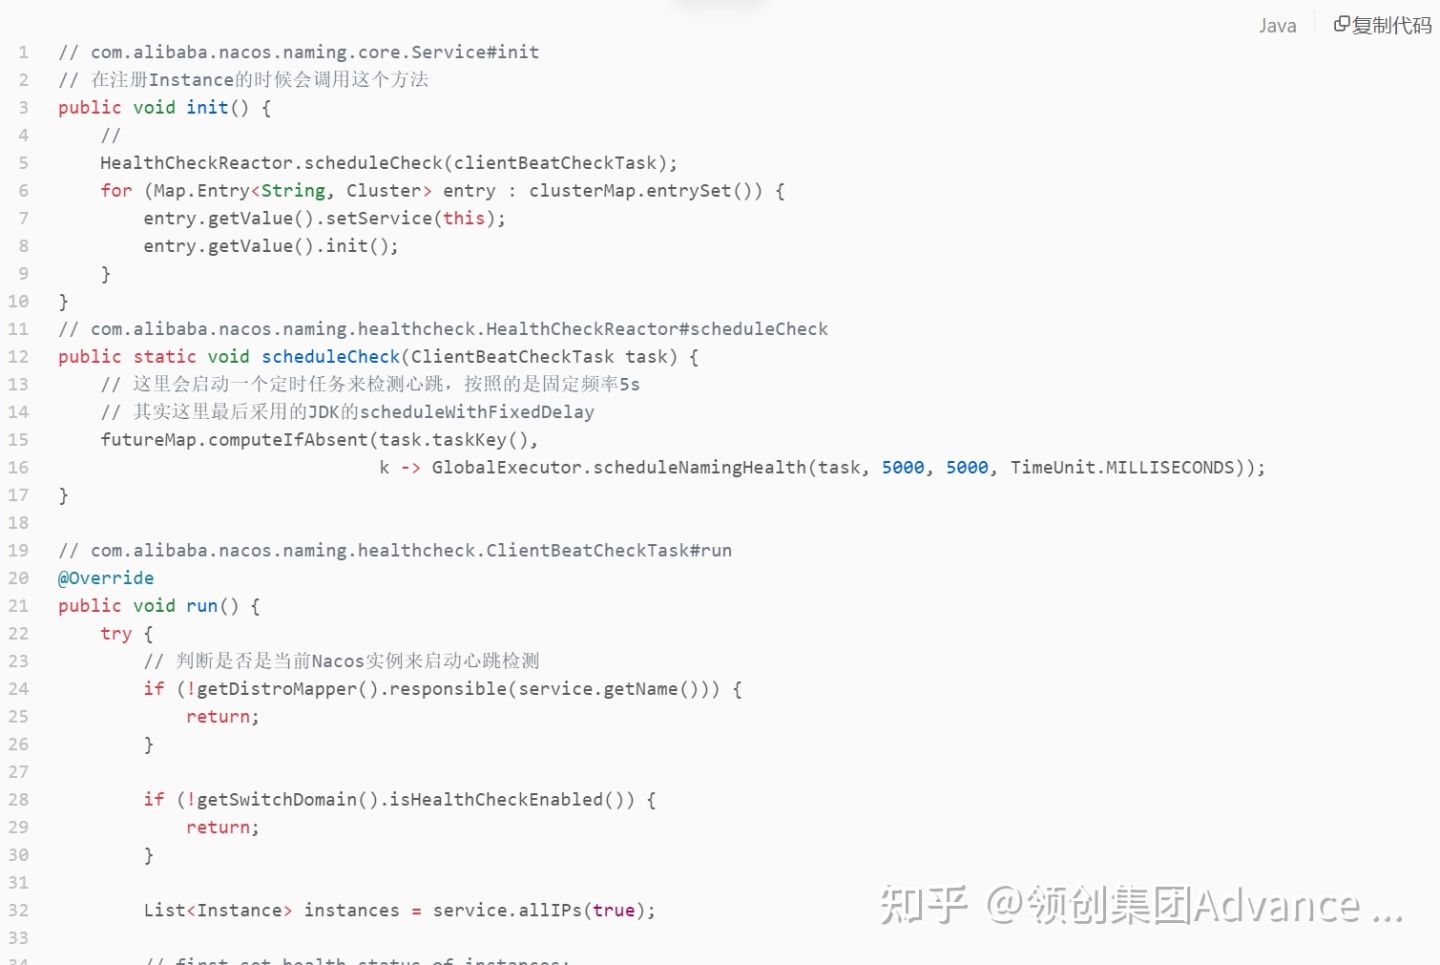 Java 复制代码
1 // com.alibaba.nacos.naming.core.Service#init
2 // 在注册Instance的时候会调用这个方法
3 public void init() {
4     //
5     HealthCheckReactor.scheduleCheck(clientBeatCheckTask);
6     for (Map.Entry<String, Cluster> entry : clusterMap.entrySet()) {
7         entry.getValue().setService(this);
8         entry.getValue().init();
9     }
10 }
11 // com.alibaba.nacos.naming.healthcheck.HealthCheckReactor#scheduleCheck
12 public static void scheduleCheck(ClientBeatCheckTask task) {
13     // 这里会启动一个定时任务来检测心跳，按照的是固定频率5s
14     // 其实这里最后采用的JDK的scheduleWithFixedDelay
15     futureMap.computeIfAbsent(task.taskKey(),
16                               k -> GlobalExecutor.scheduleNamingHealth(task, 5000, 5000, TimeUnit.MILLISECONDS));
17 }
18
19 // com.alibaba.nacos.naming.healthcheck.ClientBeatCheckTask#run
20 @Override
21 public void run() {
22     try {
23         // 判断是否是当前Nacos实例来启动心跳检测
24         if (!getDistroMapper().responsible(service.getName())) {
25             return;
26         }
27
28         if (!getSwitchDomain().isHealthCheckEnabled()) {
29             return;
30         }
31
32         List<Instance> instances = service.allIPs(true);
33
34         // first set health status of instances:
知乎 @领创集团Advance ...